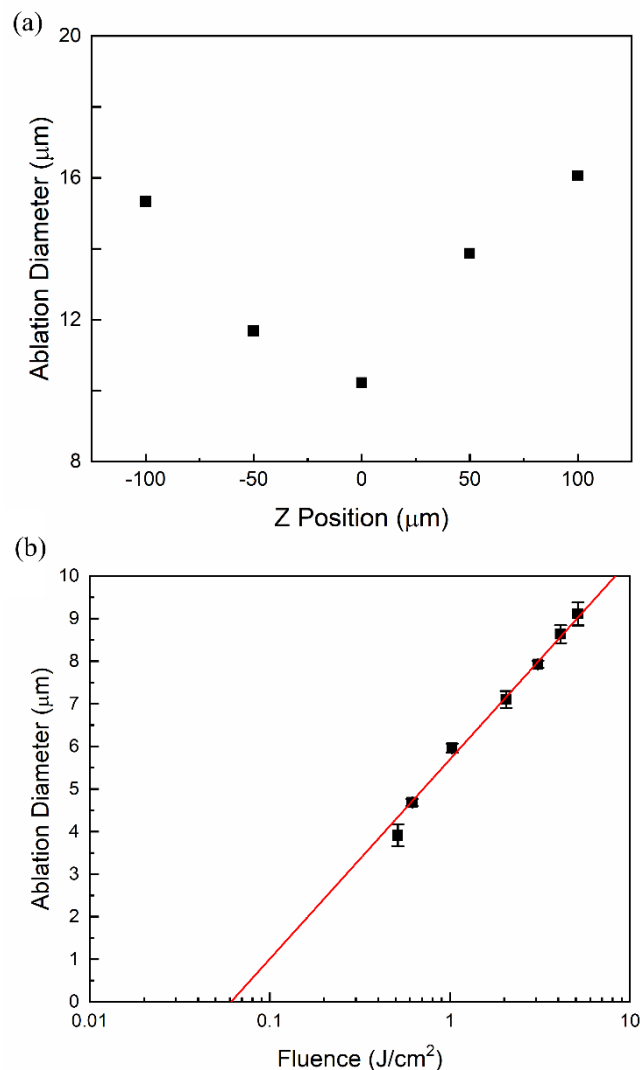 (a)
20
16
12
8
Ablation Diameter (μm)
-100 -50 0 50 100
Z Position (μm)
(b)
10
9
8
7
6
5
4
3
2
1
0
Ablation Diameter (μm)
0.01 0.1 1 10
Fluence (J/cm²)